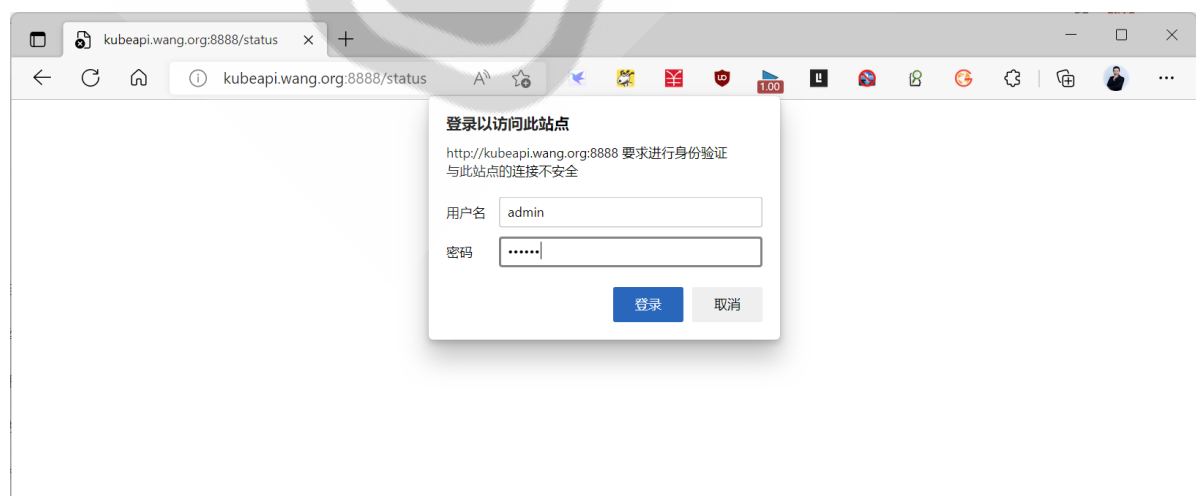 kubeapi.wang.org:8888/status
kubeapi.wang.org:8888/status
1.00
登录以访问此站点
http://kubeapi.wang.org:8888 要求进行身份验证
与此站点的连接不安全
用户名 admin
密码 ••••••
登录 取消